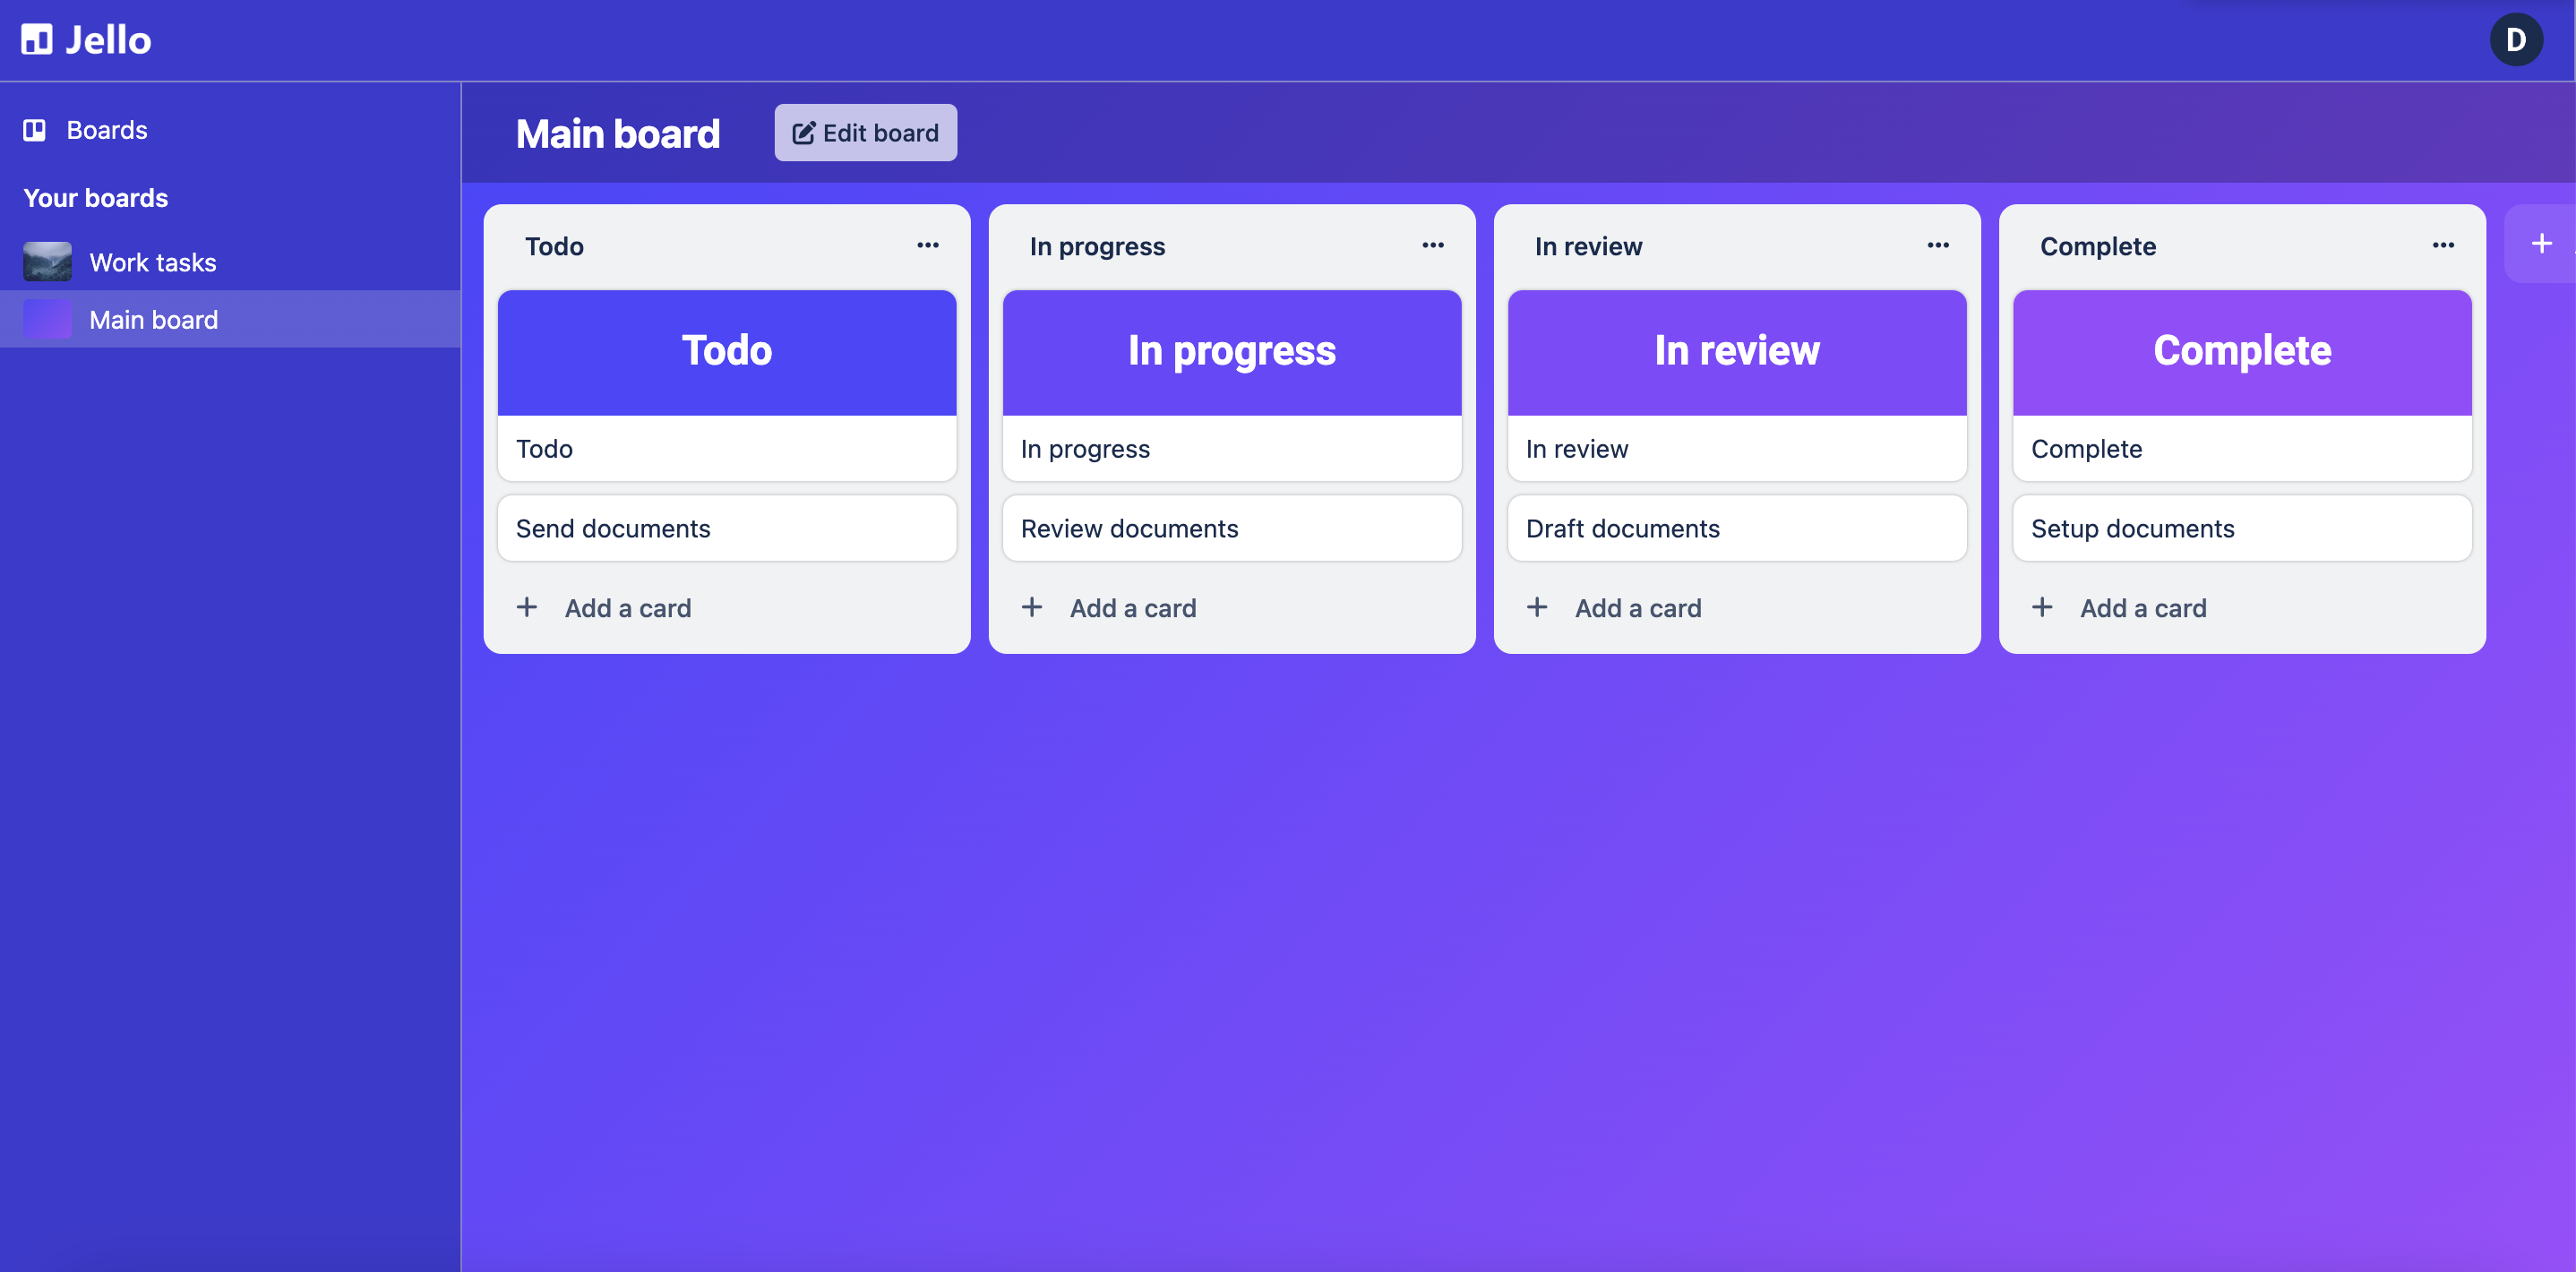 Jello
D
Boards
Your boards
Work tasks
Main board
Main board
Edit board
Todo
Todo
Todo
Send documents
Add a card
In progress
In progress
In progress
Review documents
Add a card
In review
In review
In review
Draft documents
Add a card
Complete
Complete
Complete
Setup documents
Add a card